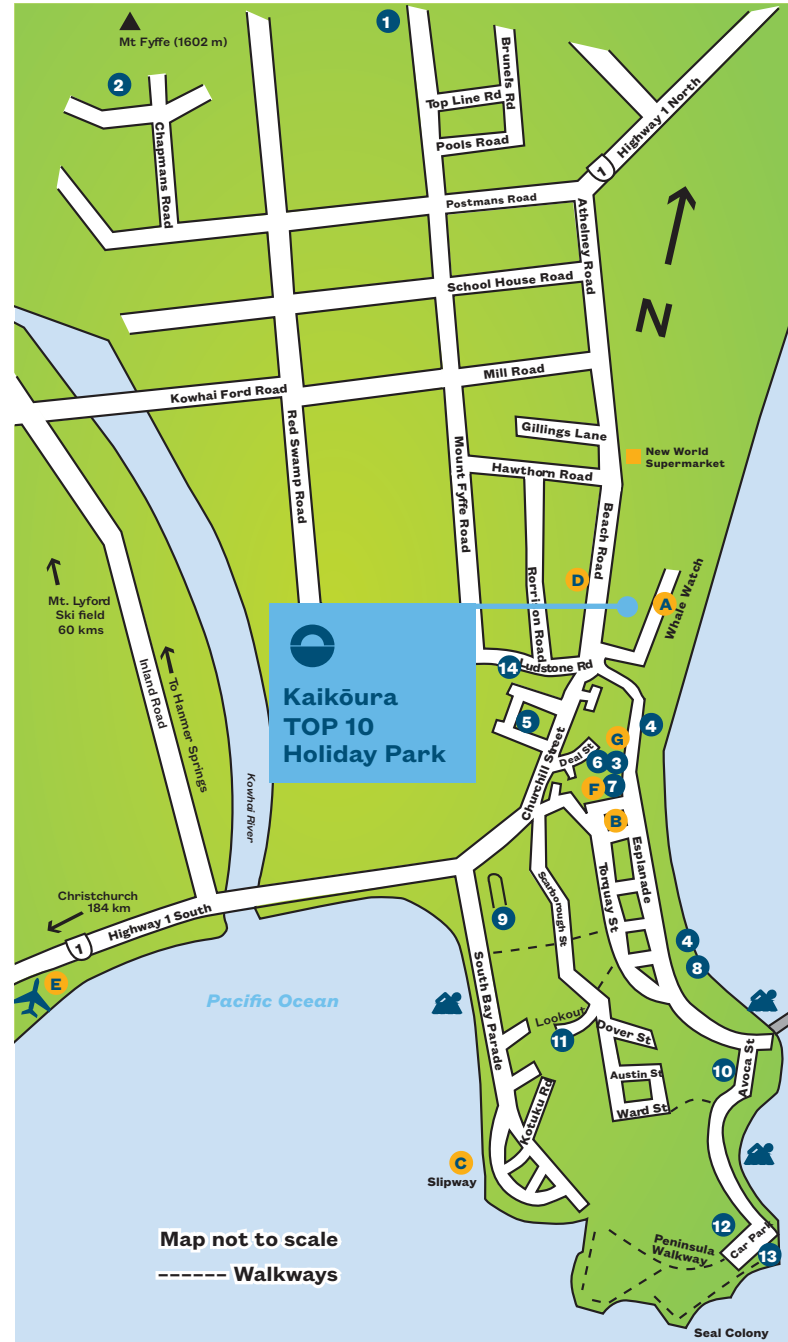 1
Mt Fyffe (1602 m)
2
Brunels Rd
Top Line Rd
Highway 1 North
Chapmans Road
Pools Road
1
Postmans Road
Athelney Road
N
School House Road
Mill Road
Kowhai Ford Road
Red Swamp Road
Gillings Lane
Mount Fyffe Road
New World
Supermarket
Hawthorn Road
Beach Road
D
A
Whale Watch
Mt. Lyford
Ski field
60 kms
Inland Road
To Hanmer Springs
Kaikōura
TOP 10
Holiday Park
14
Ludstone Rd
5
4
G
Deal St
6
3
7
F
B
Churchill Street
Kowhai River
Esplanade
Torquay St
Scarborough St
Christchurch
184 km
1
Highway 1 South
9
E
4
8
Pacific Ocean
South Bay Parade
Lookout
11
Dover St
10
Avoca St
Austin St
Ward St
Kotuku Rd
C
Slipway
12
Car Park
13
Peninsula
Walkway
Map not to scale
Walkways
Seal Colony